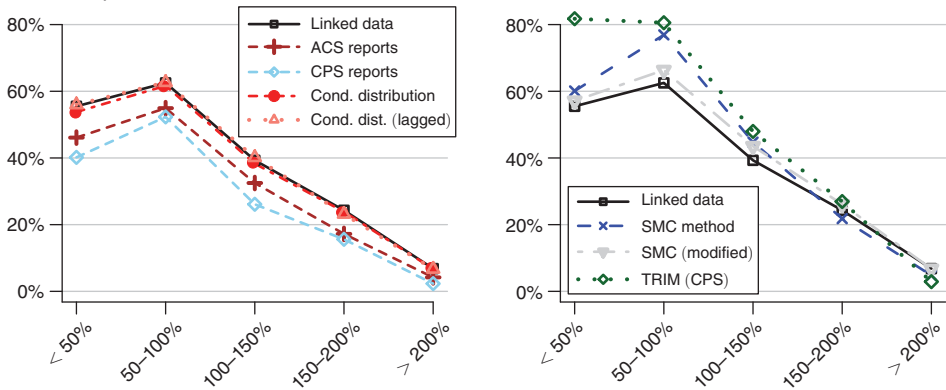 80%
60%
40%
20%
0%
Linked data
ACS reports
CPS reports
Cond. distribution
Cond. dist. (lagged)
< 50%
50–100%
100–150%
150–200%
> 200%
80%
60%
40%
20%
0%
Linked data
SMC method
SMC (modified)
TRIM (CPS)
< 50%
50–100%
100–150%
150–200%
> 200%